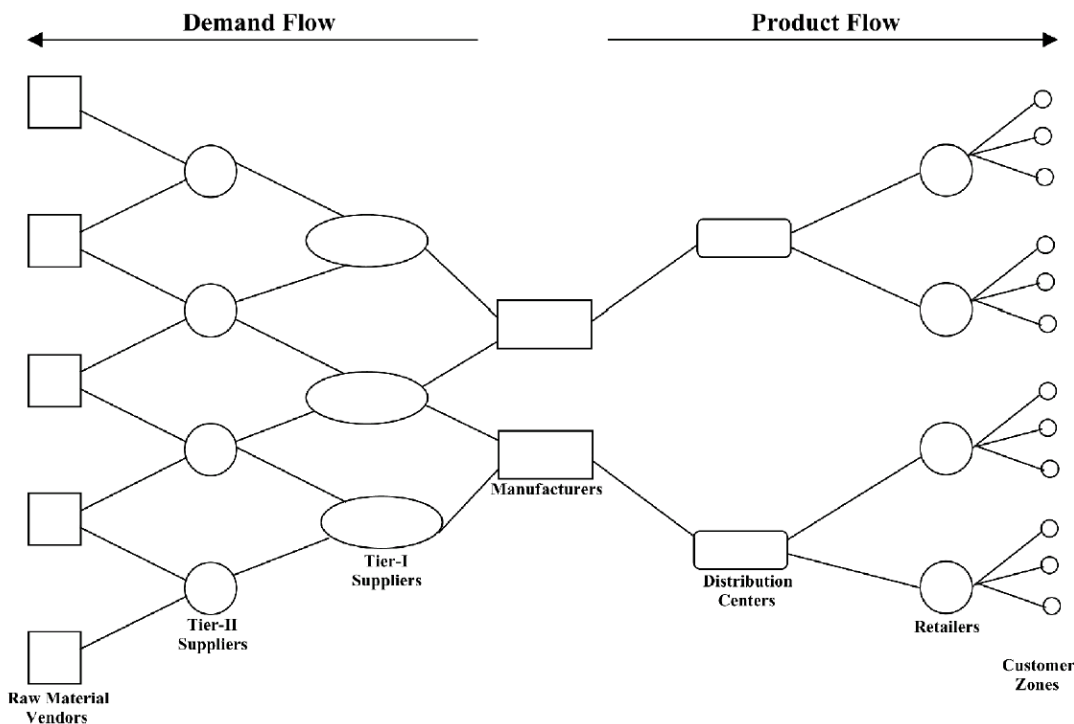 Demand Flow
Product Flow
Manufacturers
Tier-I
Suppliers
Distribution
Centers
Tier-II
Suppliers
Retailers
Customer
Zones
Raw Material
Vendors